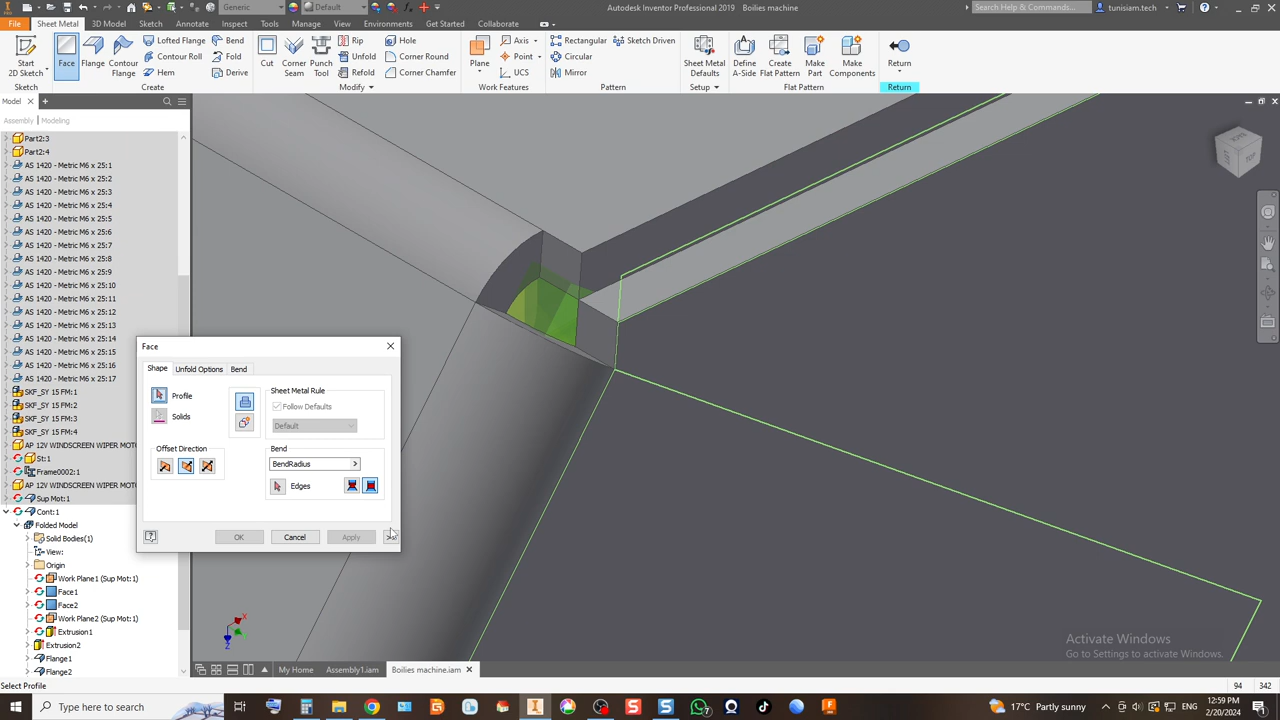 Generic
Default
Autodesk Inventor Professional 2019   Boilies machine
Search Help & Commands...
tunisiam.tech
File
Sheet Metal
3D Model
Sketch
Annotate
Inspect
Tools
Manage
View
Environments
Get Started
Collaborate
Start
2D Sketch
Face
Flange
Contour
Flange
Lofted Flange
Contour Roll
Hem
Bend
Fold
Derive
Cut
Corner
Seam
Punch
Tool
Rip
Unfold
Refold
Hole
Corner Round
Corner Chamfer
Plane
Axis
Point
UCS
Rectangular
Circular
Mirror
Sketch Driven
Sheet Metal
Defaults
Define
A-Side
Create
Flat Pattern
Make
Part
Make
Components
Return
Sketch
Create
Modify
Work Features
Pattern
Setup
Flat Pattern
Return
Model
Assembly
Modeling
Part2:3
Part2:4
AS 1420 - Metric M6 x 25:1
AS 1420 - Metric M6 x 25:2
AS 1420 - Metric M6 x 25:3
AS 1420 - Metric M6 x 25:4
AS 1420 - Metric M6 x 25:5
AS 1420 - Metric M6 x 25:6
AS 1420 - Metric M6 x 25:7
AS 1420 - Metric M6 x 25:8
AS 1420 - Metric M6 x 25:9
AS 1420 - Metric M6 x 25:10
AS 1420 - Metric M6 x 25:11
AS 1420 - Metric M6 x 25:12
AS 1420 - Metric M6 x 25:13
AS 1420 - Metric M6 x 25:14
AS 1420 - Metric M6 x 25:15
AS 1420 - Metric M6 x 25:16
AS 1420 - Metric M6 x 25:17
SKF_SY 15 FM:1
SKF_SY 15 FM:2
SKF_SY 15 FM:3
SKF_SY 15 FM:4
AP 12V WINDSCREEN WIPER MOT
St:1
Frame0002:1
AP 12V WINDSCREEN WIPER MOT
Sup Mot:1
Cont:1
Folded Model
Solid Bodies(1)
View:
Origin
Work Plane1 (Sup Mot:1)
Face1
Face2
Work Plane2 (Sup Mot:1)
Extrusion1
Extrusion2
Flange1
Flange2
Face
Shape
Unfold Options
Bend
Profile
Solids
Offset Direction
Sheet Metal Rule
Follow Defaults
Default
Bend
BendRadius
Edges
OK
Cancel
Apply
X
Z
TOP
Activate Windows
Go to Settings to activate Windows.
My Home
Assembly1.iam
Boilies machine.iam
Select Profile
94
342
Type here to search
17°C Partly sunny
ENG
12:59 PM
2/20/2024